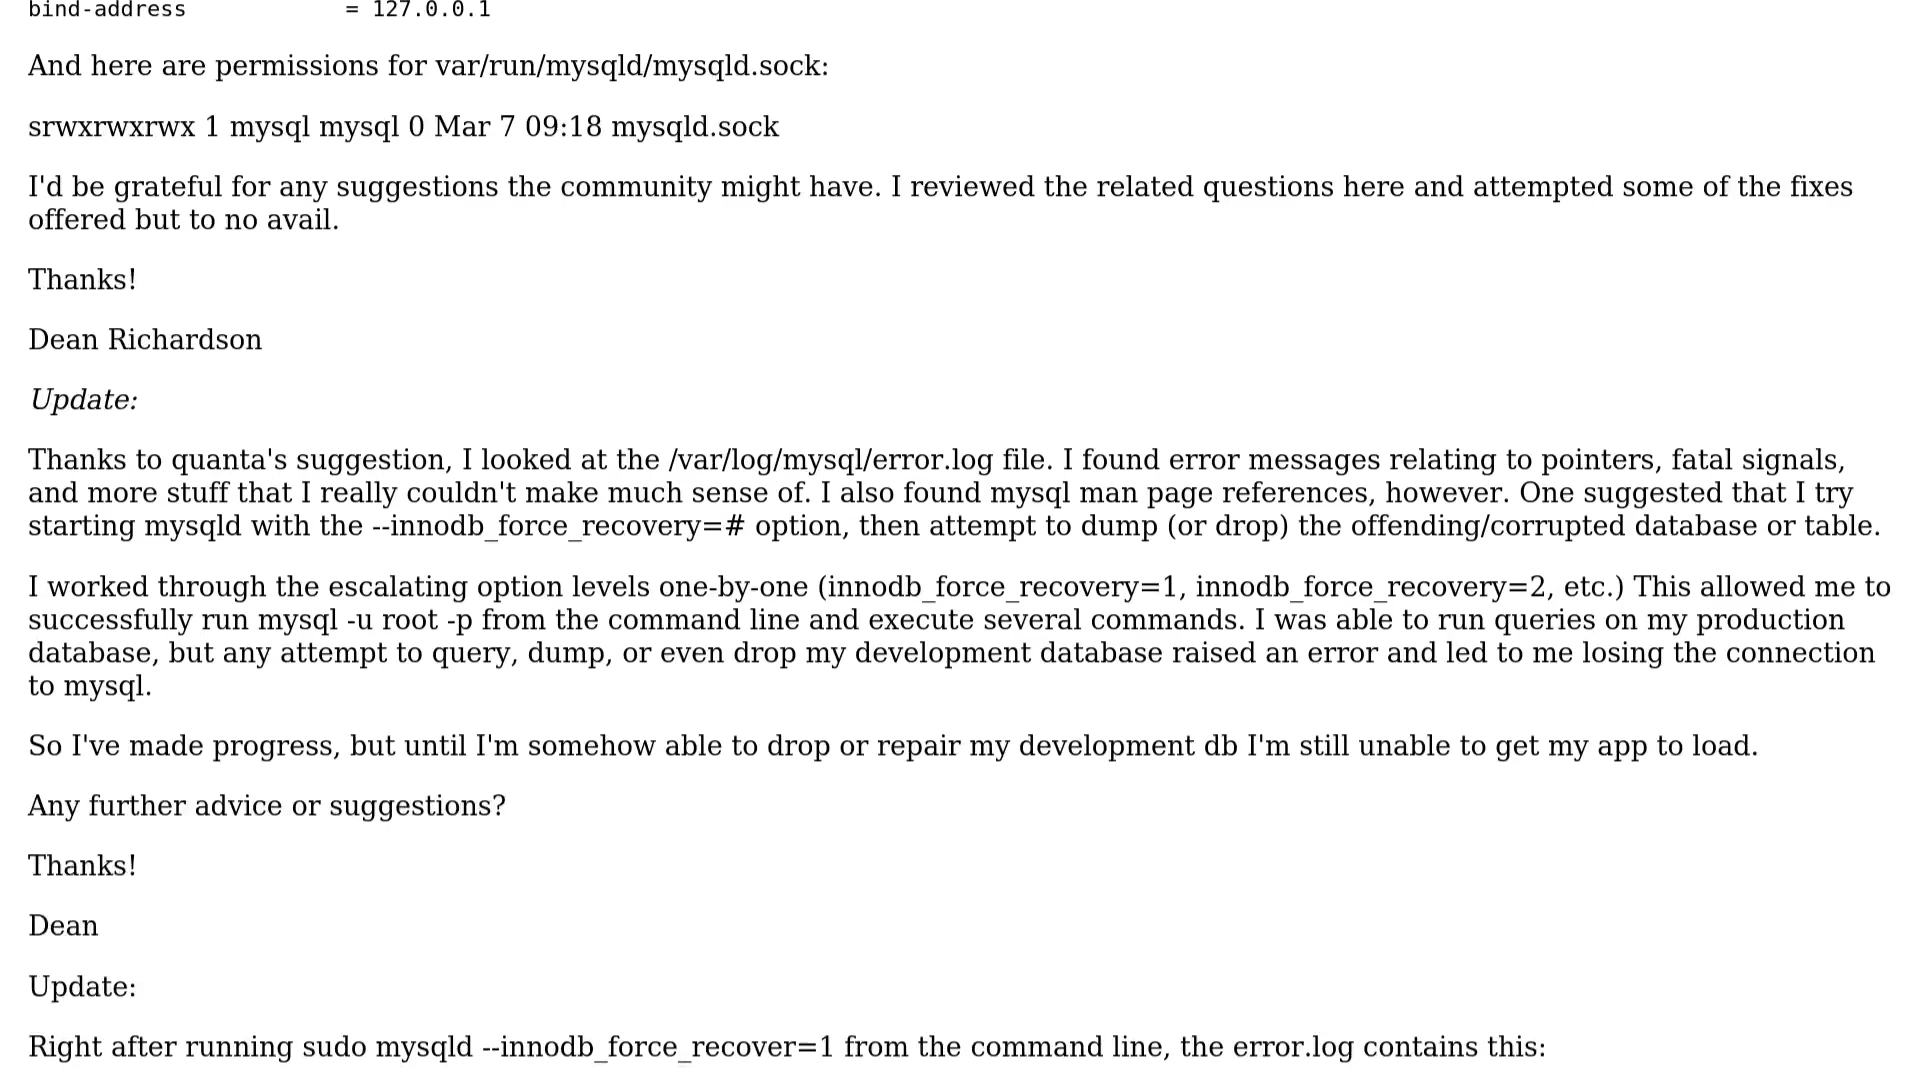 bind-address            = 127.0.0.1
And here are permissions for var/run/mysqld/mysqld.sock:
srwxrwxrwx 1 mysql mysql 0 Mar 7 09:18 mysqld.sock
I'd be grateful for any suggestions the community might have. I reviewed the related questions here and attempted some of the fixes
offered but to no avail.
Thanks!
Dean Richardson
Update:
Thanks to quanta's suggestion, I looked at the /var/log/mysql/error.log file. I found error messages relating to pointers, fatal signals,
and more stuff that I really couldn't make much sense of. I also found mysql man page references, however. One suggested that I try
starting mysqld with the --innodb_force_recovery=# option, then attempt to dump (or drop) the offending/corrupted database or table.
I worked through the escalating option levels one-by-one (innodb_force_recovery=1, innodb_force_recovery=2, etc.) This allowed me to
successfully run mysql -u root -p from the command line and execute several commands. I was able to run queries on my production
database, but any attempt to query, dump, or even drop my development database raised an error and led to me losing the connection
to mysql.
So I've made progress, but until I'm somehow able to drop or repair my development db I'm still unable to get my app to load.
Any further advice or suggestions?
Thanks!
Dean
Update:
Right after running sudo mysqld --innodb_force_recover=1 from the command line, the error.log contains this: